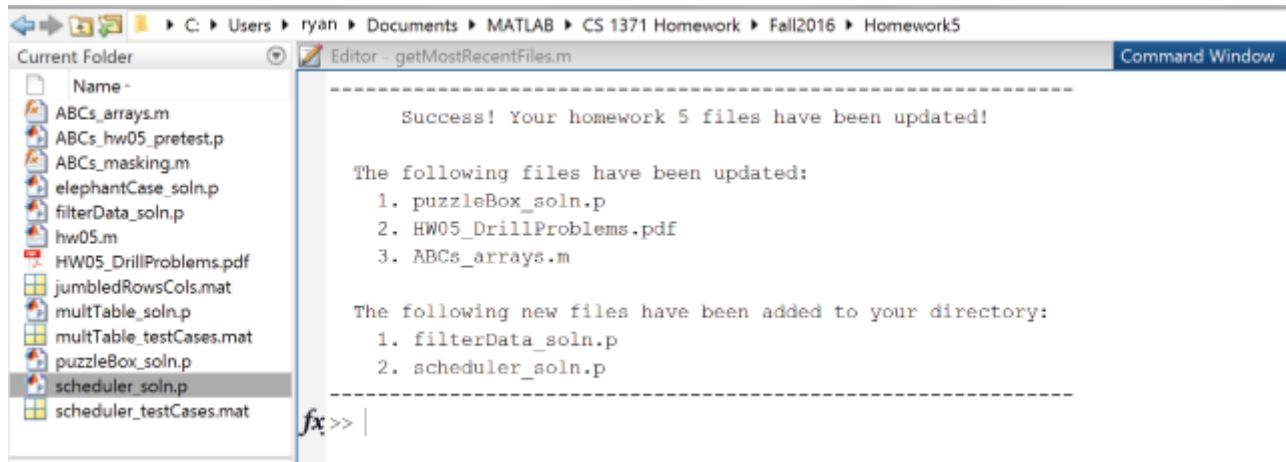 C: Users ryan Documents MATLAB CS 1371 Homework Fall2016 Homework5
Current Folder
Editor - getMostRecentFiles.m
Command Window
Name
ABCs_arrays.m
ABCs_hw05_pretest.p
ABCs_masking.m
elephantCase_soln.p
filterData_soln.p
hw05.m
HW05_DrillProblems.pdf
jumbledRowsCols.mat
multTable_soln.p
multTable_testCases.mat
puzzleBox_soln.p
scheduler_soln.p
scheduler_testCases.mat
---------------------------------------------------------------
Success! Your homework 5 files have been updated!
The following files have been updated:
1. puzzleBox_soln.p
2. HW05_DrillProblems.pdf
3. ABCs_arrays.m
The following new files have been added to your directory:
1. filterData_soln.p
2. scheduler_soln.p
---------------------------------------------------------------
fx >>